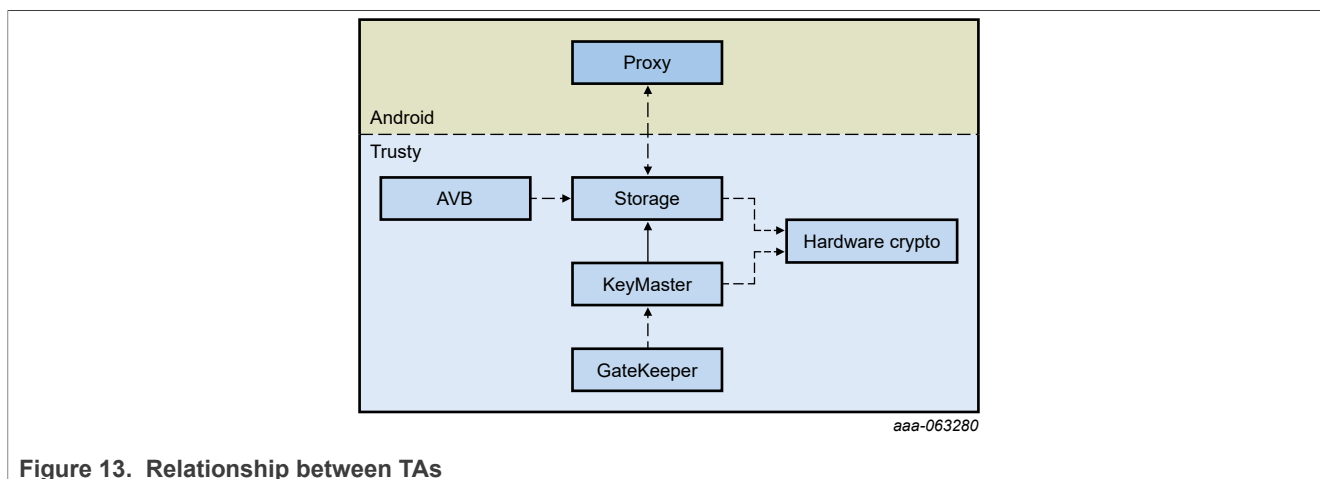 Proxy
Android
Trusty
AVB
Storage
Hardware crypto
KeyMaster
GateKeeper
aaa-063280
Figure 13. Relationship between TAs